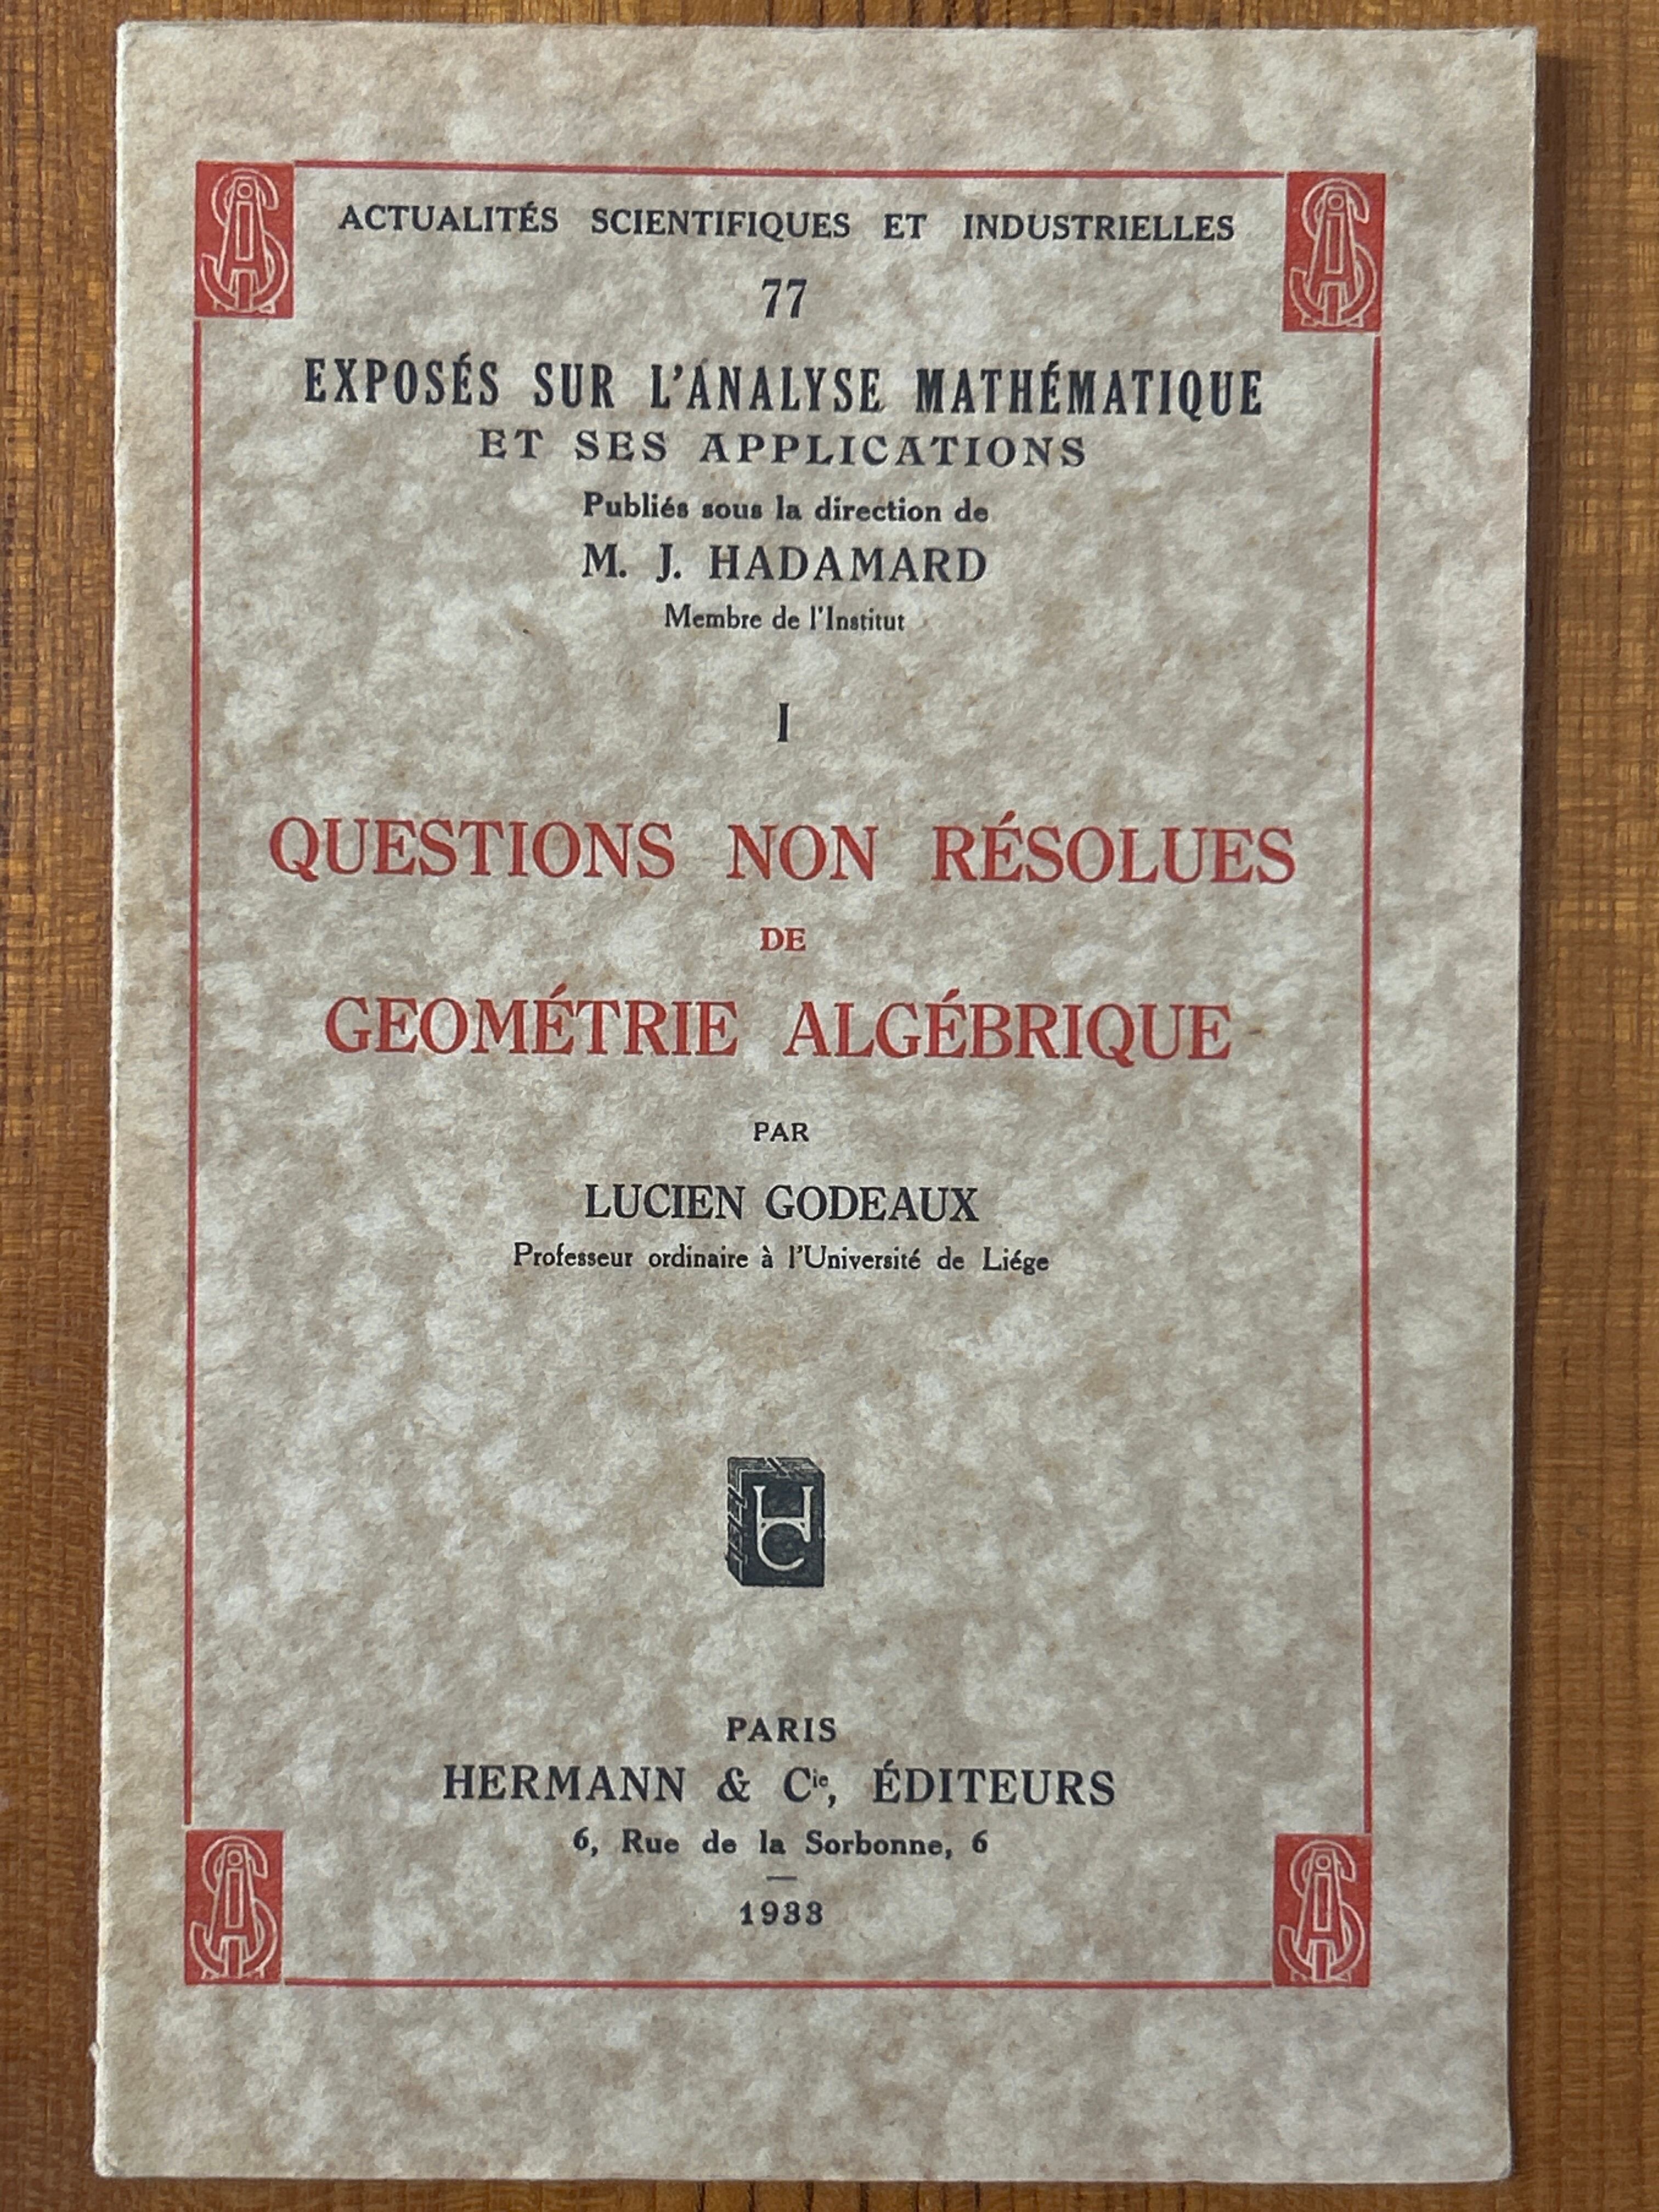 ACTUALITÉS SCIENTIFIQUES ET INDUSTRIELLES
77
EXPOSÉS SUR L'ANALYSE MATHÉMATIQUE
ET SES APPLICATIONS
Publiés sous la direction de
M. J. HADAMARD
Membre de l'Institut
I
QUESTIONS NON RÉSOLUES
DE
GEOMÉTRIE ALGÉBRIQUE
PAR
LUCIEN GODEAUX
Professeur ordinaire à l'Université de Liége
HC
PARIS
HERMANN & Cie, ÉDITEURS
6, Rue de la Sorbonne, 6
1933